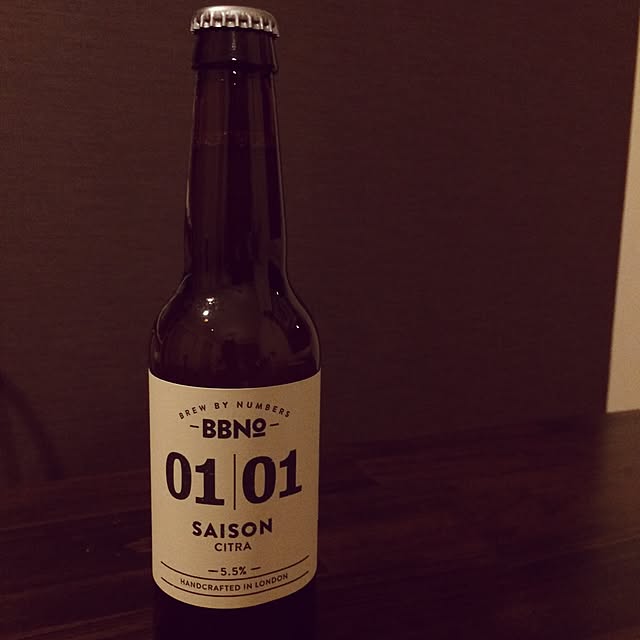 BREW BY NUMBERS
-BBNº-
01|01
SAISON
CITRA
-5.5%-
HANDCRAFTED IN LONDON